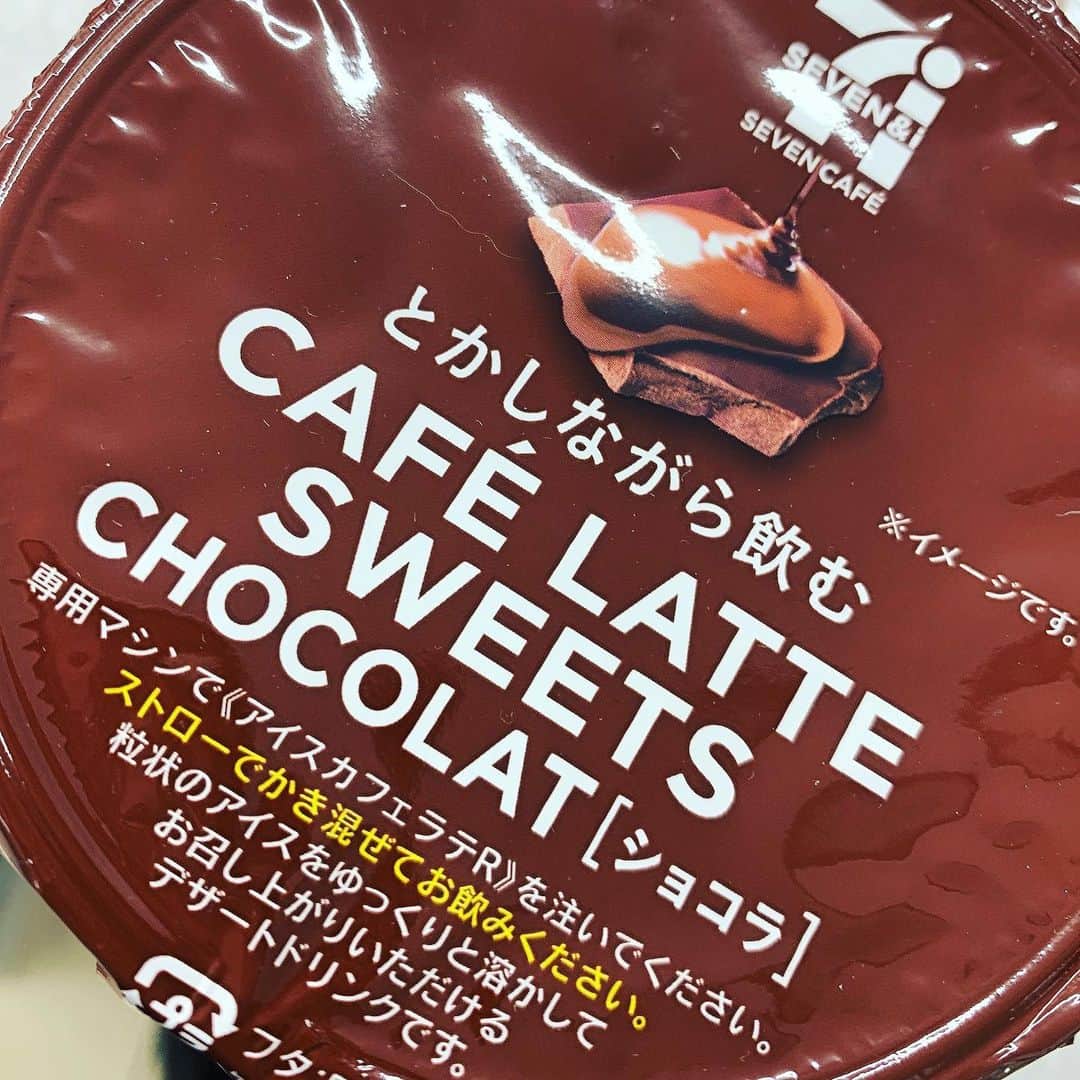 SEVEN&i
SEVEN CAFÉ
とかしながら飲む
CAFÉ LATTE
SWEETS
CHOCOLAT [ショコラ]
※イメージです。
専用マシンで《アイスカフェラテR》を注いでください。
ストローでかき混ぜてお飲みください。
粒状のアイスをゆっくりと溶かして
お召し上がりいただける
デザートドリンクです。
プラ
フタ・